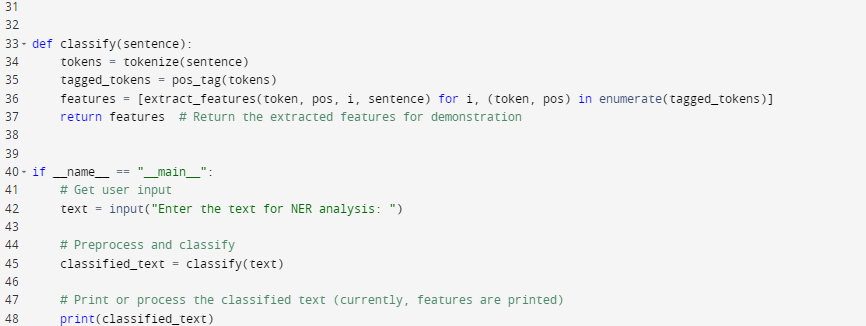 31
32
33 def classify(sentence):
34     tokens = tokenize(sentence)
35     tagged_tokens = pos_tag(tokens)
36     features = [extract_features(token, pos, i, sentence) for i, (token, pos) in enumerate(tagged_tokens)]
37     return features  # Return the extracted features for demonstration
38
39
40 if __name__ == "__main__":
41     # Get user input
42     text = input("Enter the text for NER analysis: ")
43
44     # Preprocess and classify
45     classified_text = classify(text)
46
47     # Print or process the classified text (currently, features are printed)
48     print(classified_text)